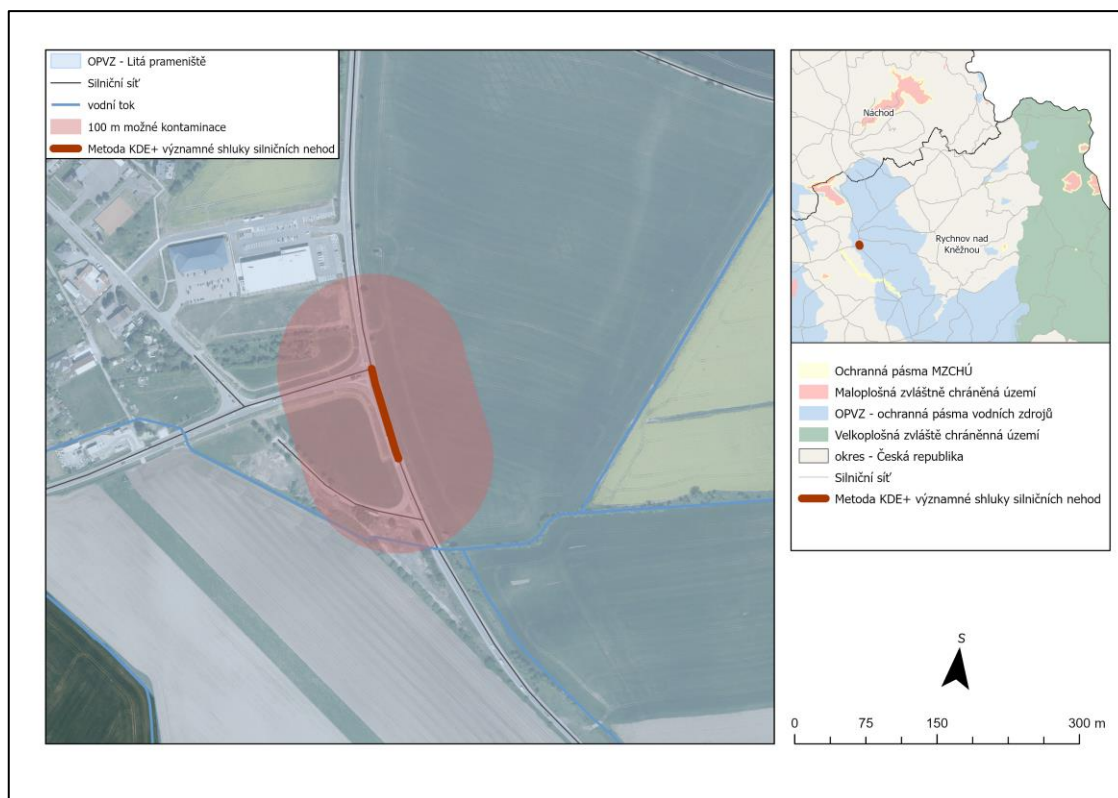 OPVZ - Litá prameniště
Silniční síť
vodní tok
100 m možné kontaminace
Metoda KDE+ významné shluky silničních nehod
Náchod
Rychnov nad
Kněžnou
Ochranná pásma MZCHÚ
Maloplošná zvláštně chráněná území
OPVZ - ochranná pásma vodních zdrojů
Velkoplošná zvláště chráněnná území
okres - Česká republika
Silniční síť
Metoda KDE+ významné shluky silničních nehod
S
0 75 150 300 m